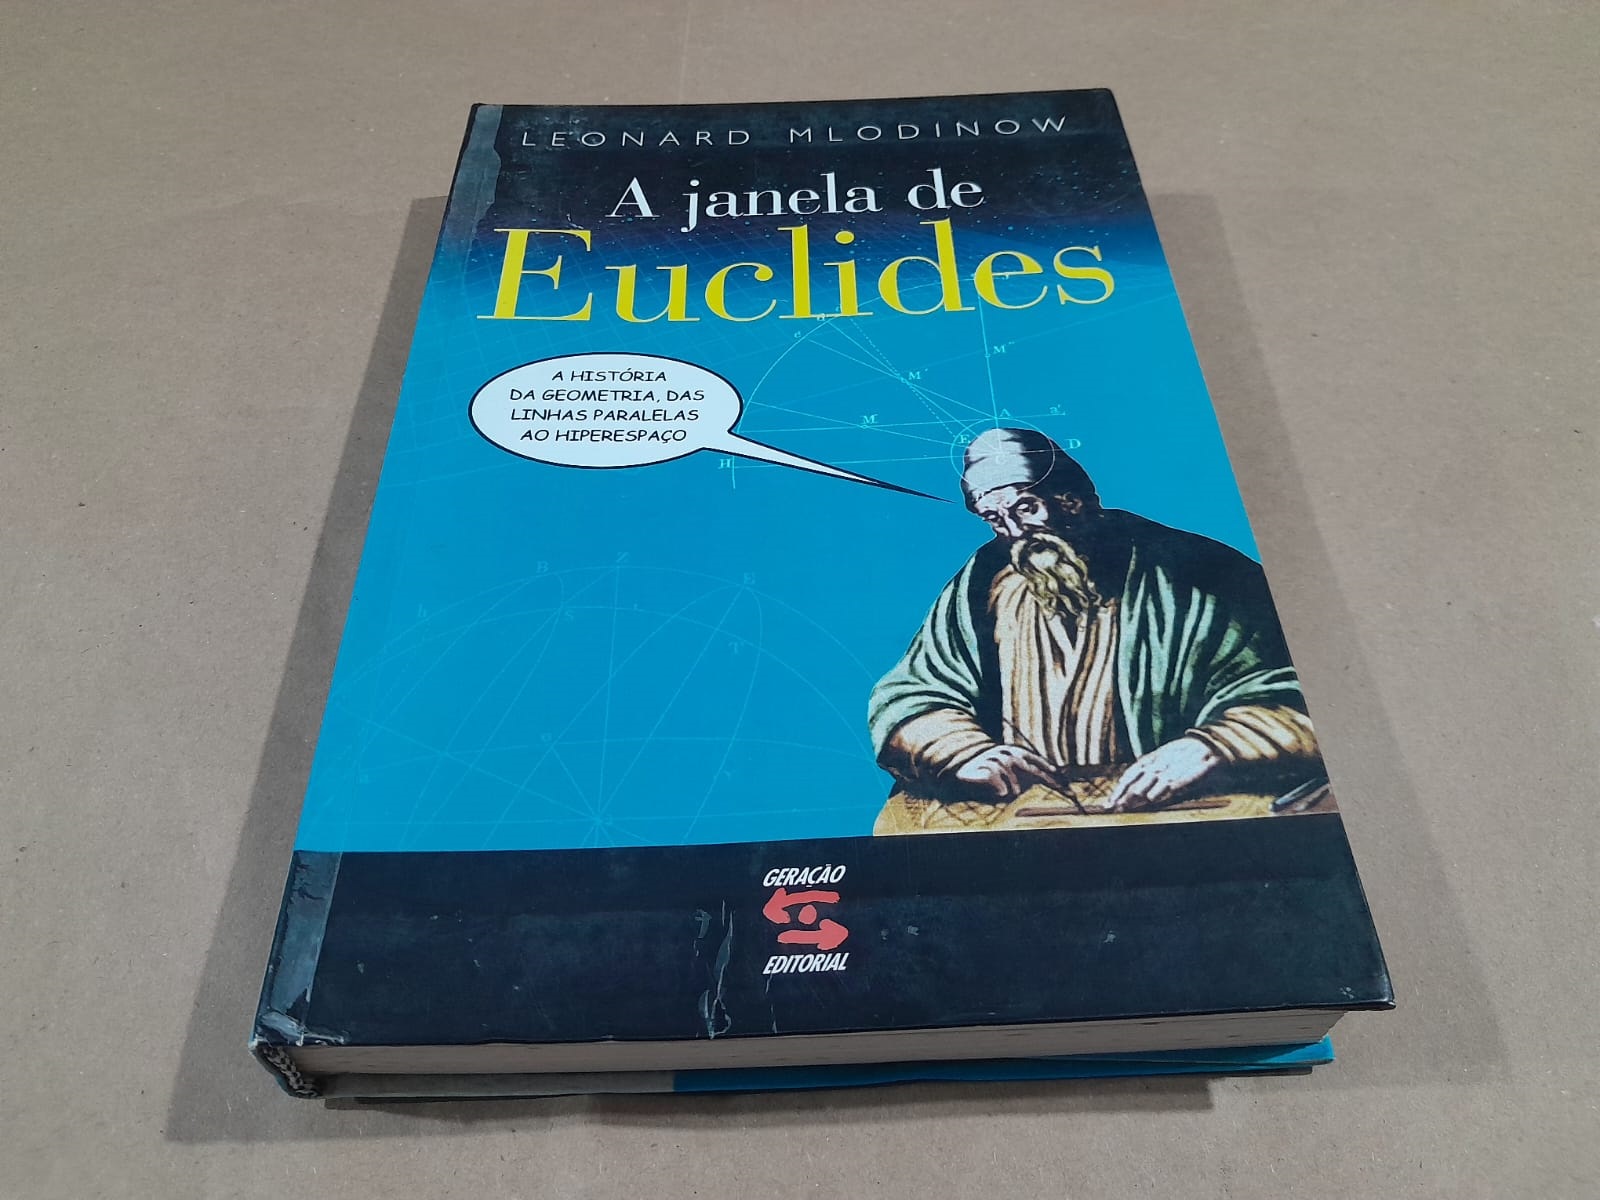 LEONARD MLODINOW
A janela de
Euclides
A HISTÓRIA
DA GEOMETRIA, DAS
LINHAS PARALELAS
AO HIPERESPAÇO
M″
M′
M
A a′
E D
C
H
B Z E
h
S
T
a
GERAÇÃO
EDITORIAL